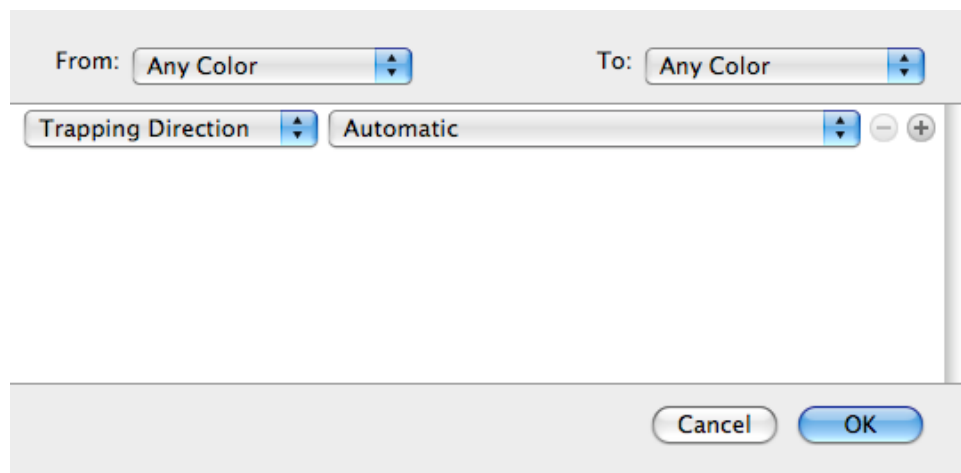 From: Any Color To: Any Color
Trapping Direction Automatic
Cancel OK